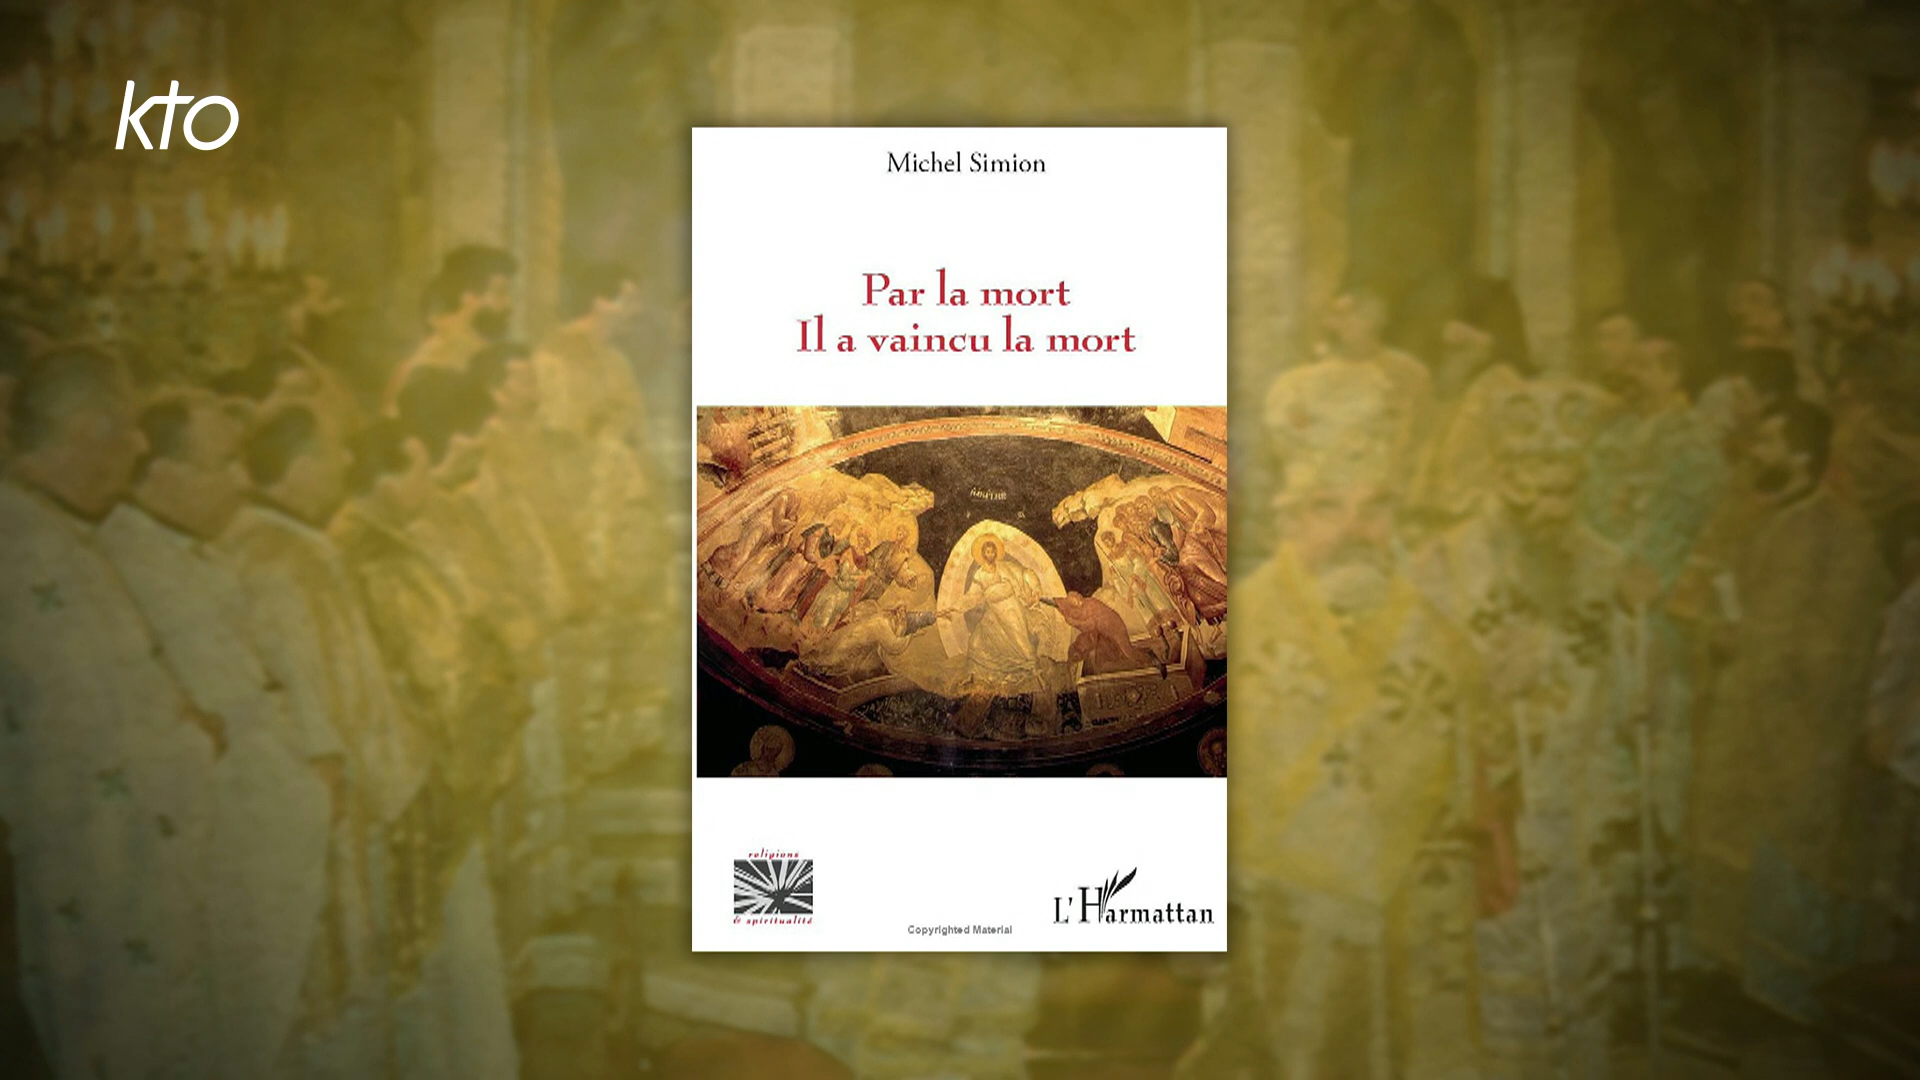 kto
Michel Simion
Par la mort
Il a vaincu la mort
religions
& spiritualité
L'Harmattan
Copyrighted Material